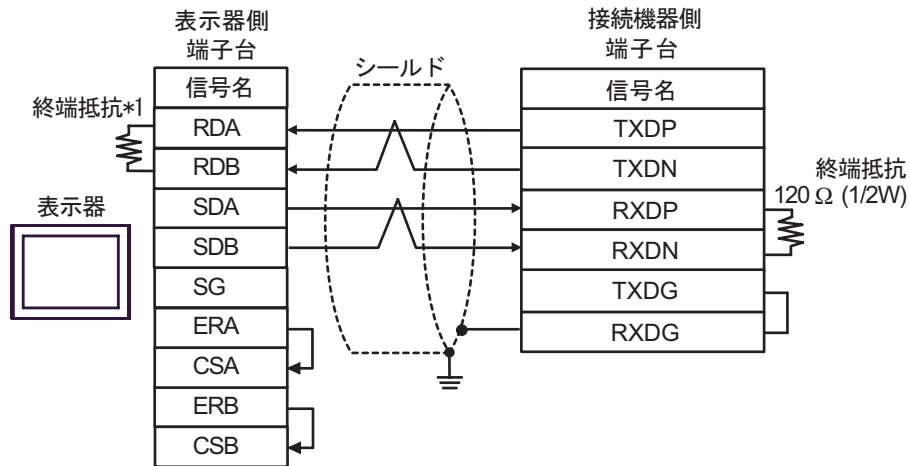 表示器側
端子台
接続機器側
端子台
シールド
信号名
信号名
終端抵抗*1
RDA
TXDP
RDB
TXDN
終端抵抗
120 Ω (1/2W)
表示器
SDA
RXDP
SDB
RXDN
SG
TXDG
ERA
RXDG
CSA
ERB
CSB